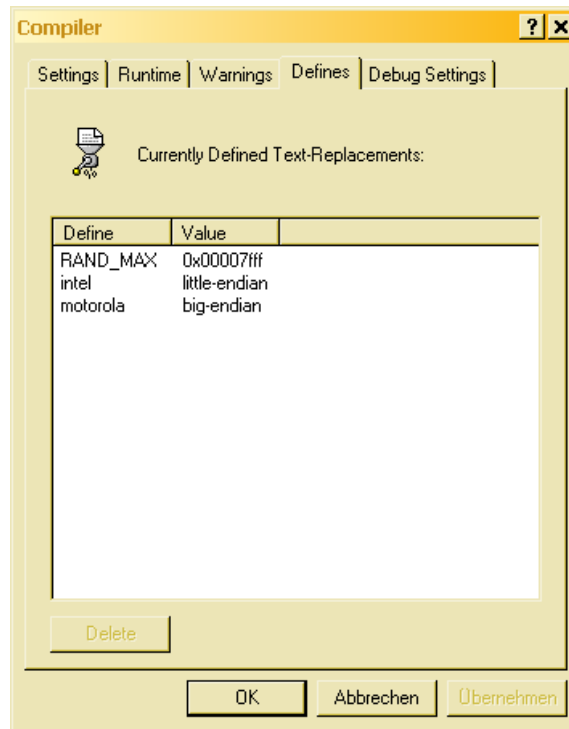 Compiler
Settings Runtime Warnings Defines Debug Settings
Currently Defined Text-Replacements:
Define Value
RAND_MAX 0x00007fff
intel little-endian
motorola big-endian
Delete
OK Abbrechen Übernehmen